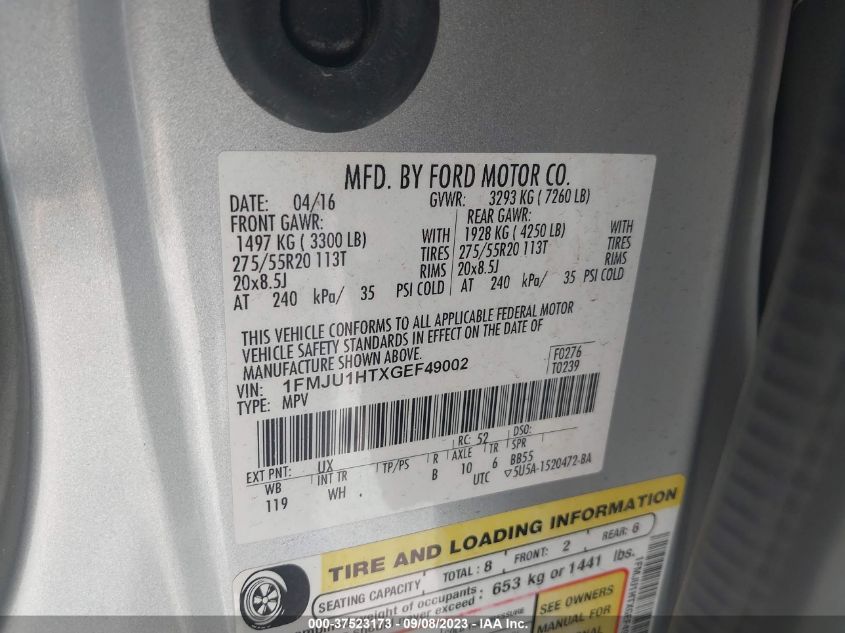 MFD. BY FORD MOTOR CO.
DATE: 04/16 GVWR: 3293 KG ( 7260 LB)
FRONT GAWR: REAR GAWR:
1497 KG ( 3300 LB) WITH 1928 KG ( 4250 LB) WITH
275/55R20 113T TIRES 275/55R20 113T TIRES
20x8.5J RIMS 20x8.5J RIMS
AT 240 kPa/ 35 PSI COLD AT 240 kPa/ 35 PSI COLD
THIS VEHICLE CONFORMS TO ALL APPLICABLE FEDERAL MOTOR
VEHICLE SAFETY STANDARDS IN EFFECT ON THE DATE OF
MANUFACTURE SHOWN ABOVE.
F0276
VIN: 1FMJU1HTXGEF49002
T0239
TYPE: MPV
EXT PNT: UX RC: 52 DSO:
WB INT TR TP/PS R AXLE TR SPR
119 WH B 10 6 BB55
UTC ▽5U5A-1520472-BA
TIRE AND LOADING INFORMATION
SEATING CAPACITY TOTAL: 8 FRONT: 2 REAR: 6
weight of occupants
exceed: 653 kg or 1441 lbs.
SEE OWNERS
MANUAL FOR
00-37523173 - 09/08/2023 - IAA Inc.